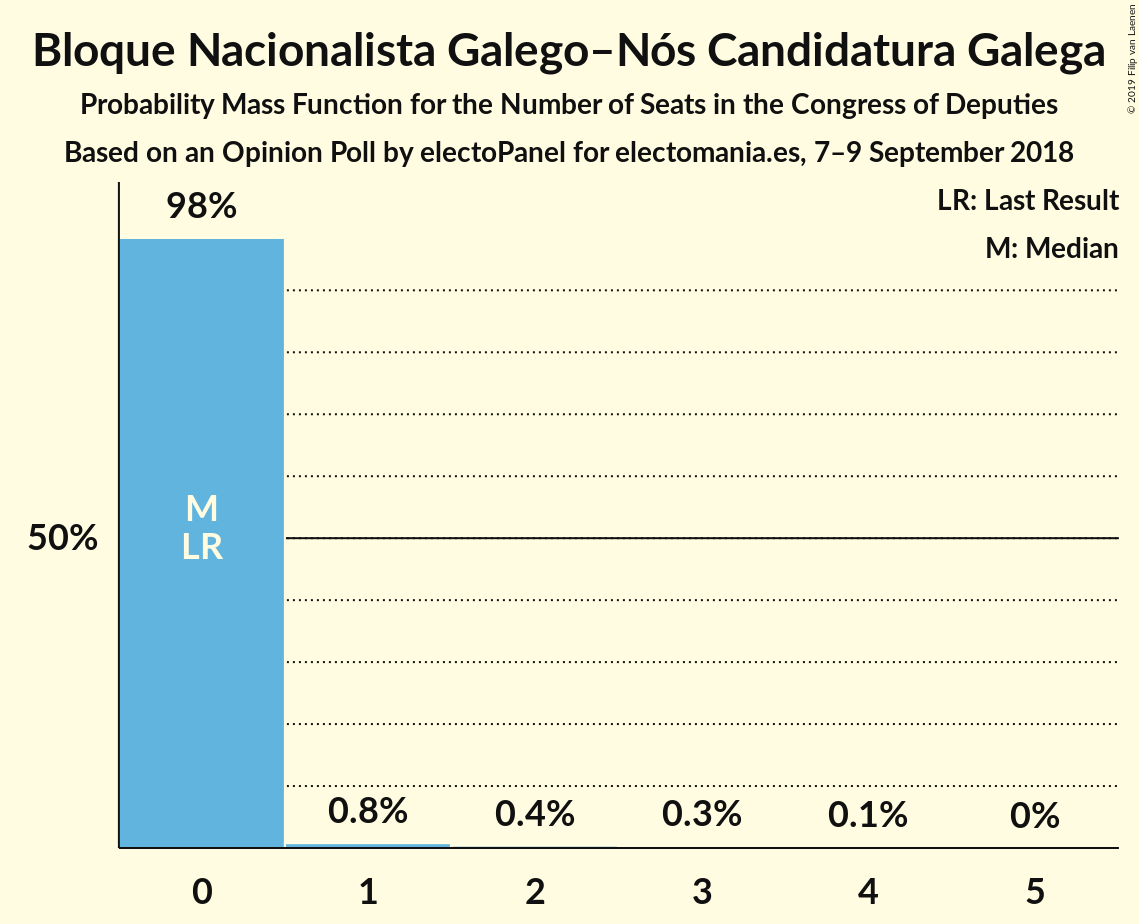 Bloque Nacionalista Galego–Nós Candidatura Galega
Probability Mass Function for the Number of Seats in the Congress of Deputies
Based on an Opinion Poll by electoPanel for electomania.es, 7–9 September 2018
© 2019 Filip van Laenen
LR: Last Result
M: Median
98%
M
LR
50%
0.8%
0.4%
0.3%
0.1%
0%
0
1
2
3
4
5